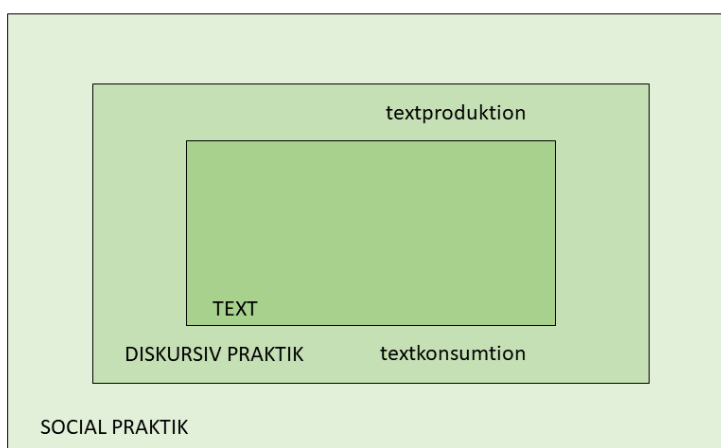 textproduktion
TEXT
DISKURSIV PRAKTIK textkonsumtion
SOCIAL PRAKTIK